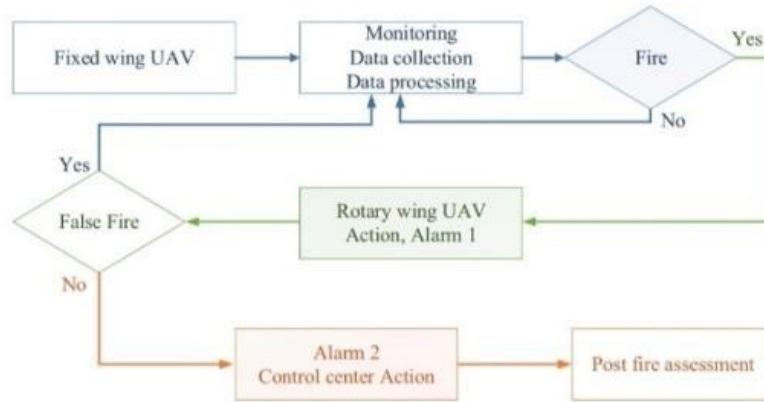 Fixed wing UAV
Monitoring
Data collection
Data processing
Fire
Yes
No
Yes
False Fire
Rotary wing UAV
Action, Alarm 1
No
Alarm 2
Control center Action
Post fire assessment